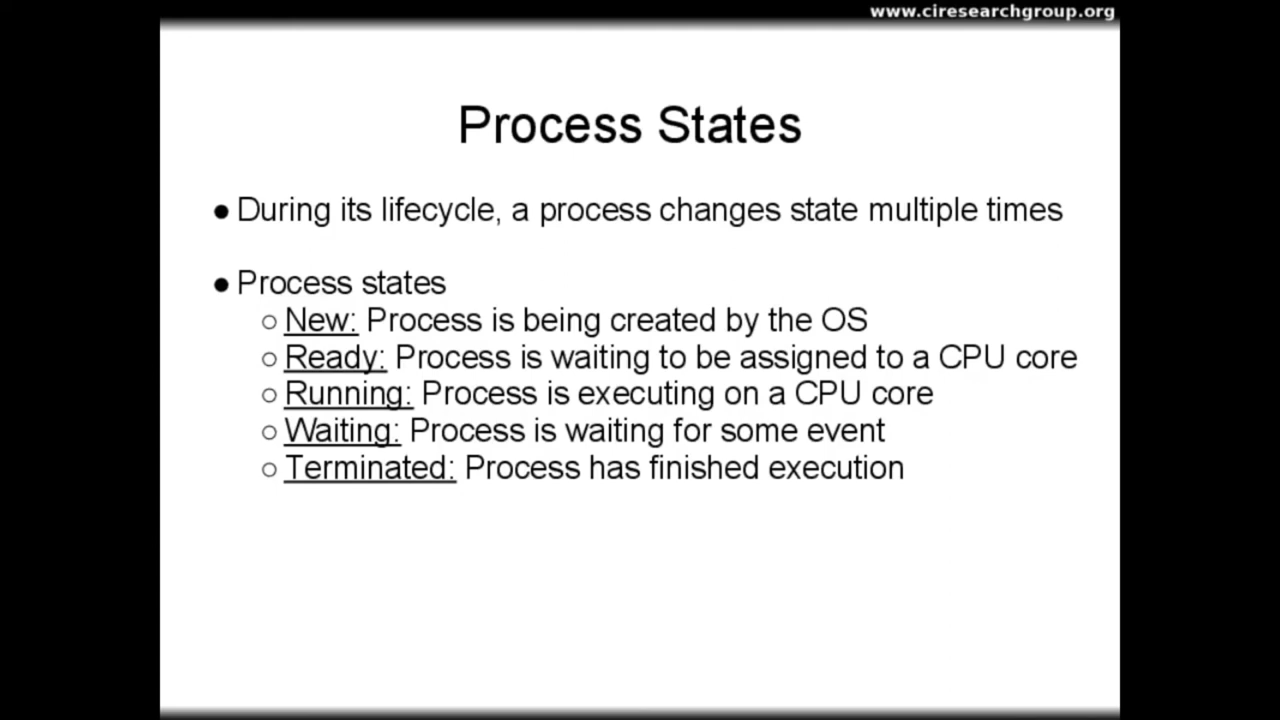 www.ciresearchgroup.org
Process States
● During its lifecycle, a process changes state multiple times
● Process states
○ New: Process is being created by the OS
○ Ready: Process is waiting to be assigned to a CPU core
○ Running: Process is executing on a CPU core
○ Waiting: Process is waiting for some event
○ Terminated: Process has finished execution